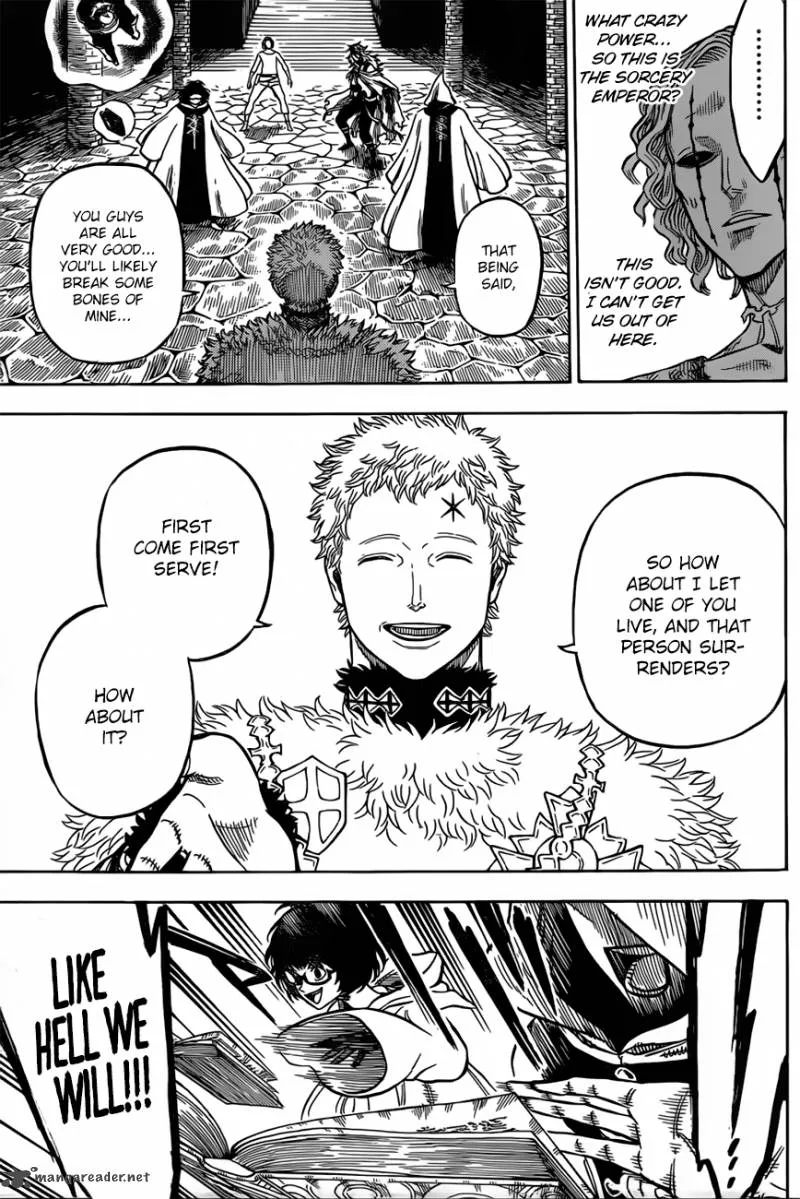 .........
WHAT CRAZY
POWER...
SO THIS IS
THE SORCERY
EMPEROR?
THIS
ISN'T GOOD.
I CAN'T GET
US OUT OF
HERE.
THAT
BEING
SAID,
YOU GUYS
ARE ALL
VERY GOOD...
YOU'LL LIKELY
BREAK SOME
BONES OF
MINE...
SO HOW
ABOUT I LET
ONE OF YOU
LIVE, AND THAT
PERSON SUR-
RENDERS?
FIRST
COME FIRST
SERVE!
HOW
ABOUT
IT?
LIKE
HELL WE
WILL!!!
mangareader.net